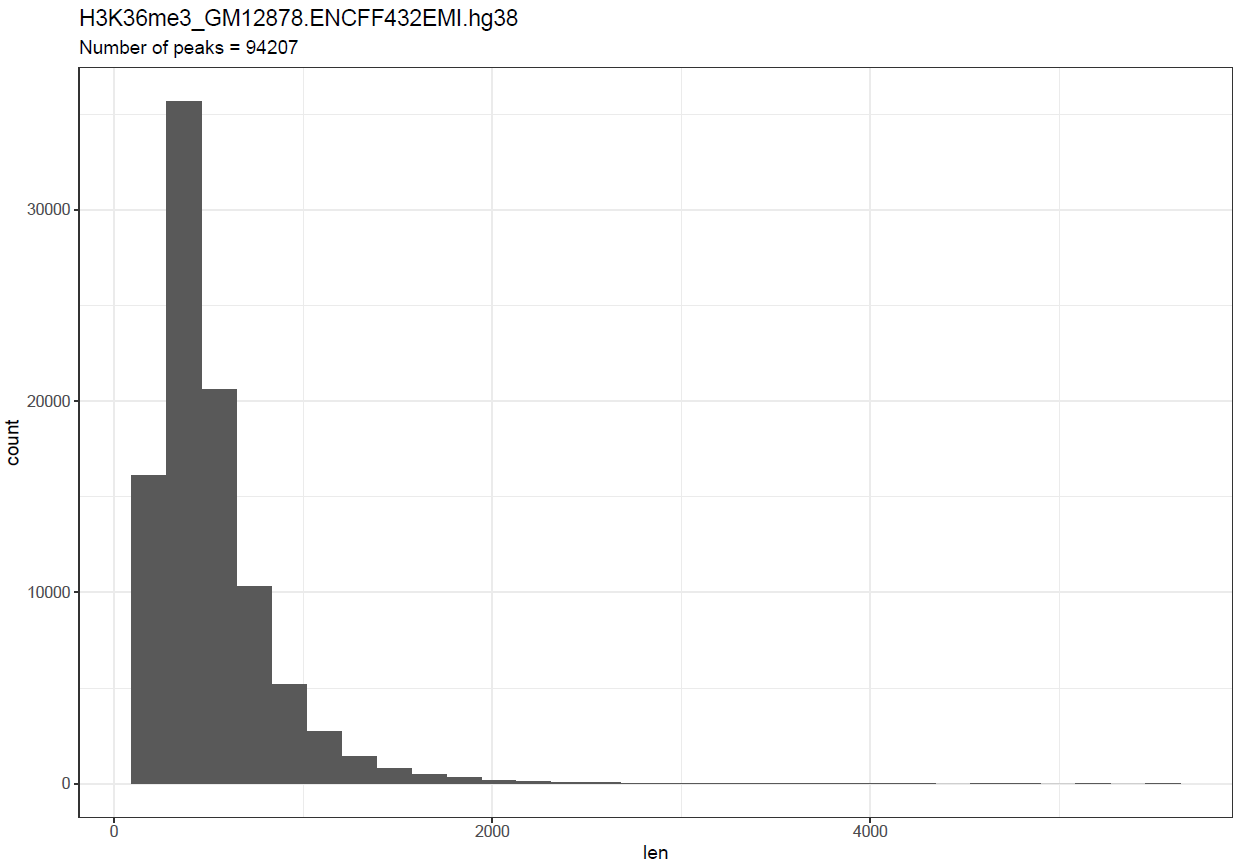 H3K36me3_GM12878.ENCFF432EMI.hg38
Number of peaks = 94207
30000
20000
10000
0
count
0 2000 4000
len